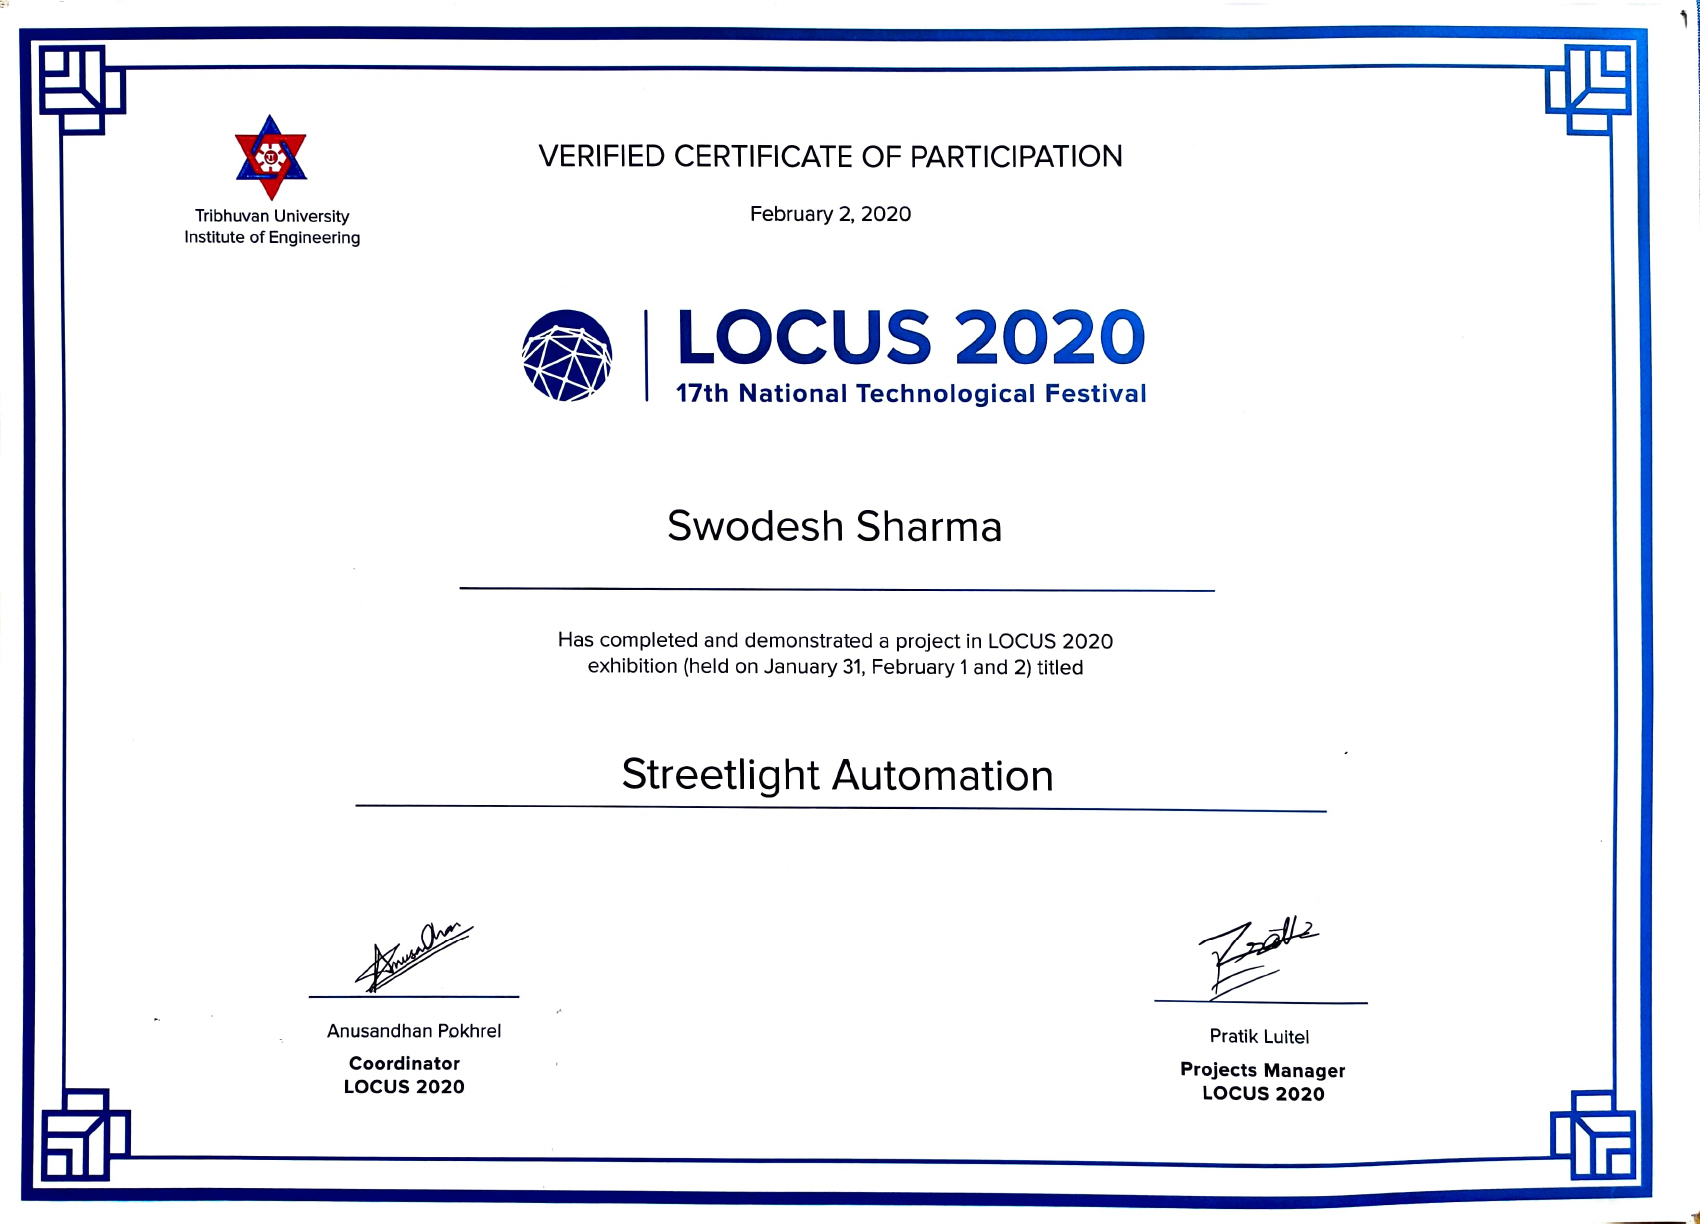 VERIFIED CERTIFICATE OF PARTICIPATION
February 2, 2020
Tribhuvan University
Institute of Engineering
LOCUS 2020
17th National Technological Festival
Swodesh Sharma
Has completed and demonstrated a project in LOCUS 2020
exhibition (held on January 31, February 1 and 2) titled
Streetlight Automation
Anusandhan
Pratik
Anusandhan Pokhrel
Coordinator
LOCUS 2020
Pratik Luitel
Projects Manager
LOCUS 2020